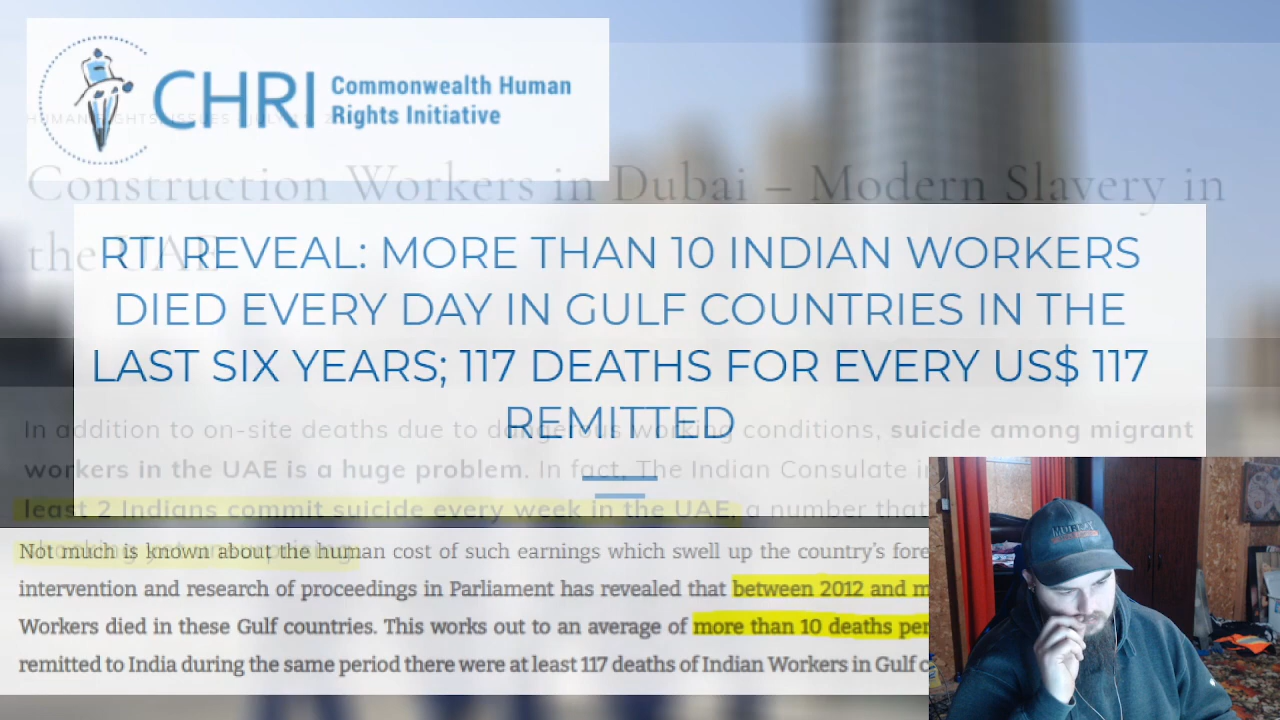 CHRI
Commonwealth Human
Rights Initiative
Construction Workers in Dubai – Modern Slavery in
the UAE
RTI REVEAL: MORE THAN 10 INDIAN WORKERS
DIED EVERY DAY IN GULF COUNTRIES IN THE
LAST SIX YEARS; 117 DEATHS FOR EVERY US$ 117
REMITTED
In addition to on-site deaths due to dangerous working conditions, suicide among migrant
workers in the UAE is a huge problem. In fact, The Indian Consulate
least 2 Indians commit suicide every week in the UAE, a number that
Not much is known about the human cost of such earnings which swell up the country's
intervention and research of proceedings in Parliament has revealed that between 2012 and
Workers died in these Gulf countries. This works out to an average of more than 10 deaths
remitted to India during the same period there were at least 117 deaths of Indian Workers in Gulf